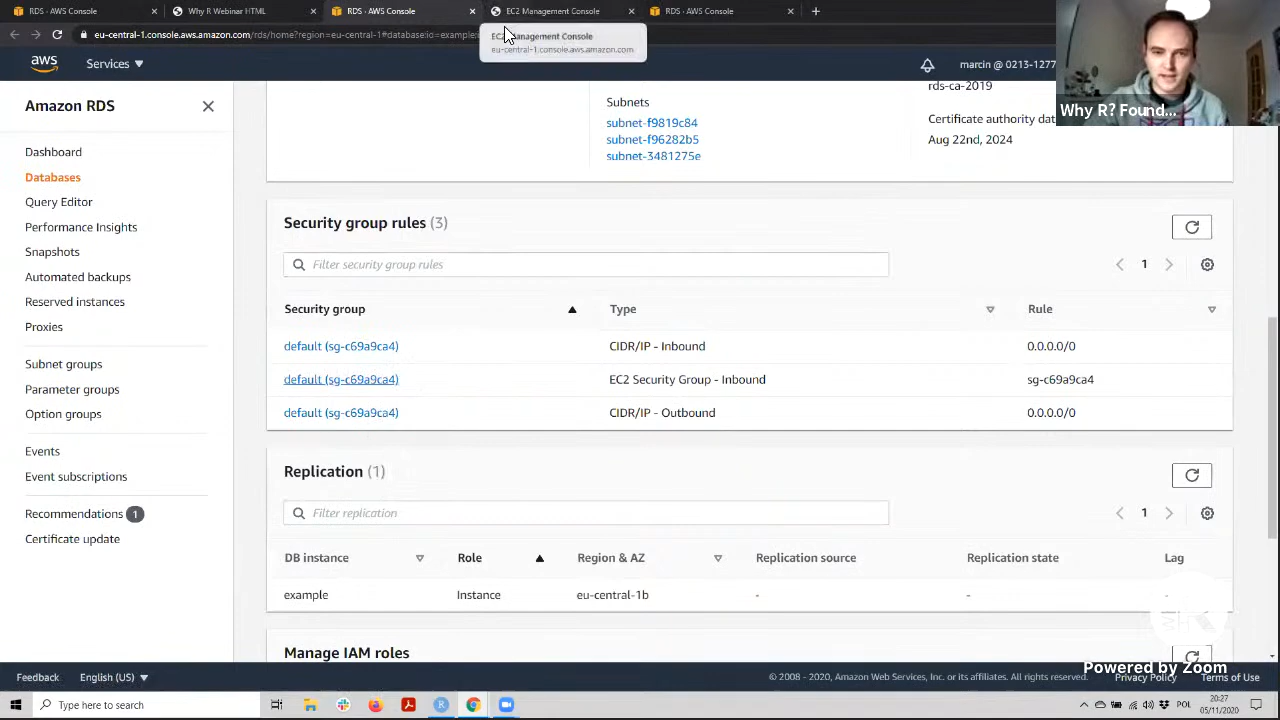 RDS · AWS Console
Why R Webinar HTML
RDS · AWS Console
EC2 Management Console
RDS · AWS Console
eu-central-1.console.aws.amazon.com/rds/home?region=eu-central-1#database:id=example
EC2 Management Console
eu-central-1.console.aws.amazon.com
aws
Services
marcin @ 0213-1277
Why R? Found...
Amazon RDS
Dashboard
Databases
Query Editor
Performance Insights
Snapshots
Automated backups
Reserved instances
Proxies
Subnet groups
Parameter groups
Option groups
Events
Event subscriptions
Recommendations 1
Certificate update
Subnets
subnet-f9819c84
subnet-f96282b5
subnet-3481275e
rds-ca-2019
Certificate authority dat
Aug 22nd, 2024
Security group rules (3)
Filter security group rules
1
Security group Type Rule
default (sg-c69a9ca4) CIDR/IP - Inbound 0.0.0.0/0
default (sg-c69a9ca4) EC2 Security Group - Inbound sg-c69a9ca4
default (sg-c69a9ca4) CIDR/IP - Outbound 0.0.0.0/0
Replication (1)
Filter replication
1
DB instance Role Region & AZ Replication source Replication state Lag
example Instance eu-central-1b - -
Manage IAM roles
Powered by Zoom
Feedback English (US) © 2008 - 2020, Amazon Web Services, Inc. or its affiliates. All rights reserved. Privacy Policy Terms of Use
Type here to search
POL
20:27
05/11/2020